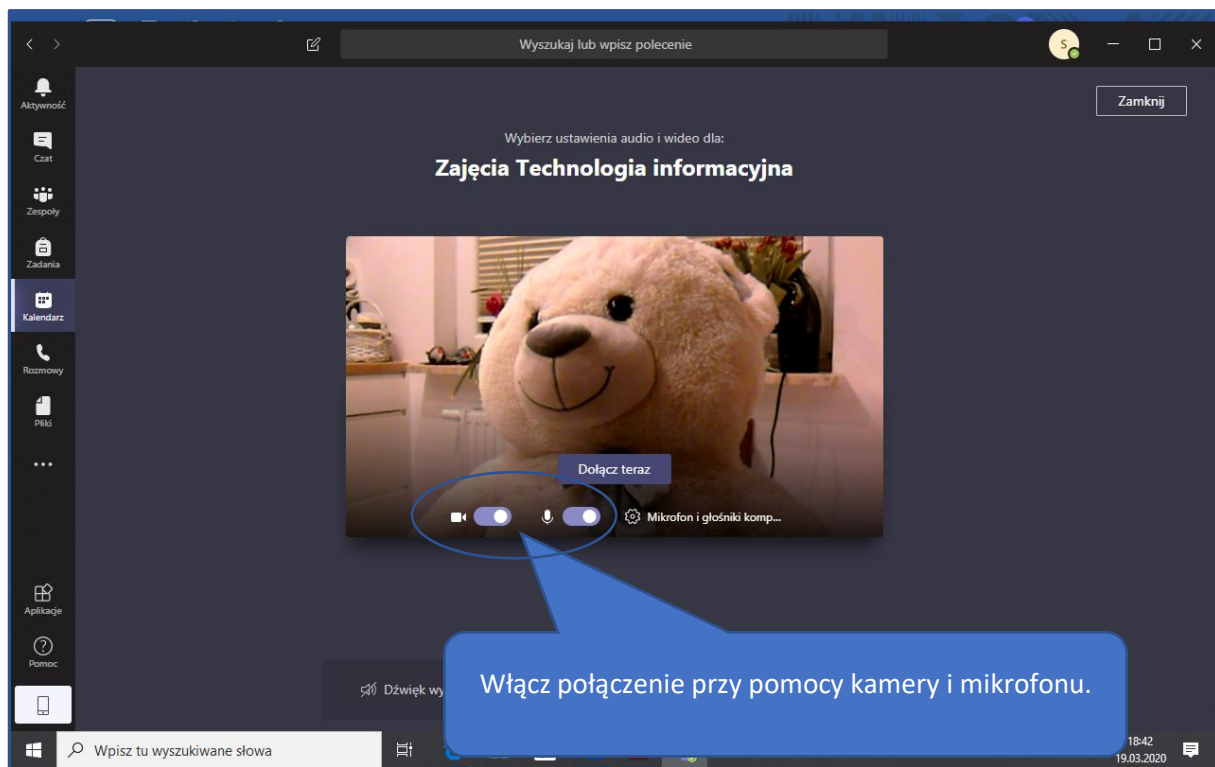 Wyszukaj lub wpisz polecenie
S
Aktywność
Czat
Zespoły
Zadania
Kalendarz
Rozmowy
Pliki
Aplikacje
Pomoc
Zamknij
Wybierz ustawienia audio i wideo dla:
Zajęcia Technologia informacyjna
Dołącz teraz
Mikrofon i głośniki komp...
Dźwięk
Włącz połączenie przy pomocy kamery i mikrofonu.
Wpisz tu wyszukiwane słowa
18:42
19.03.2020